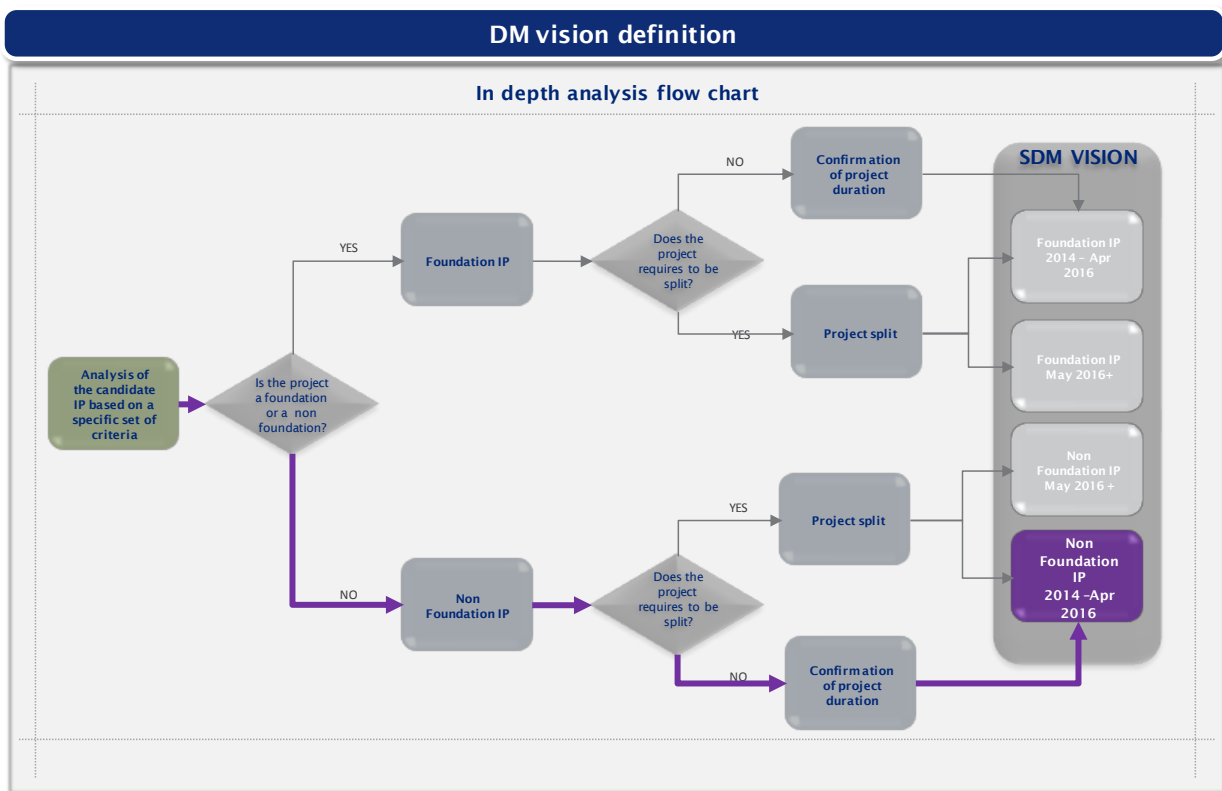 DM vision definition
In depth analysis flow chart
SDM VISION
Confirmation
of project
duration
NO
YES
Foundation IP
Does the
project
requires to be
split?
Foundation IP
2014 – Apr
2016
YES
Project split
Foundation IP
May 2016+
Analysis of
the candidate
IP based on a
specific set of
criteria
Is the project
a foundation
or a non
foundation?
Non
Foundation IP
May 2016 +
YES
Project split
Non
Foundation
IP
2014 –Apr
2016
NO
Non
Foundation IP
Does the
project
requires to be
split?
NO
Confirmation
of project
duration